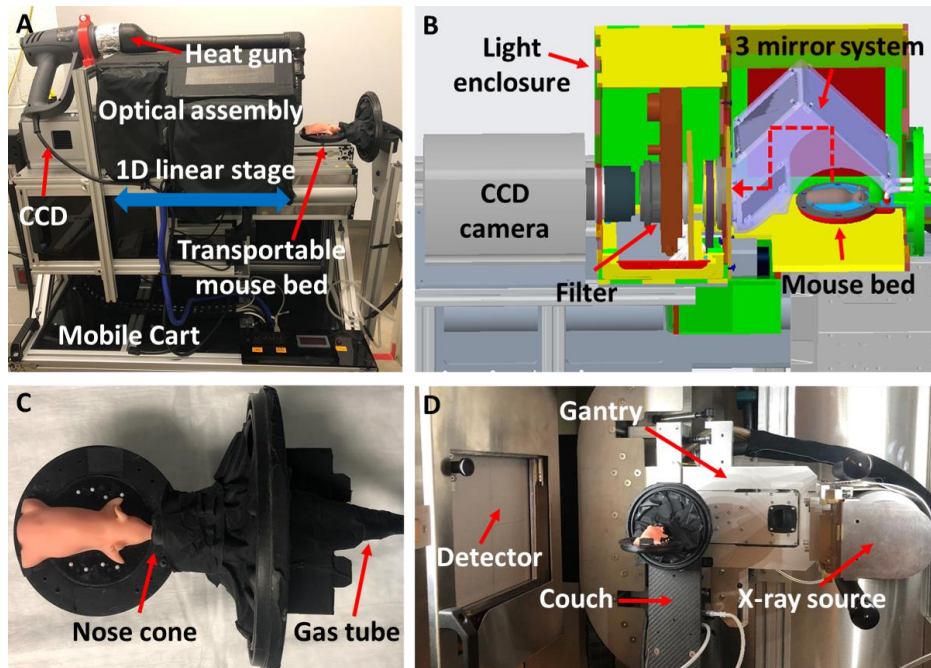 A
Heat gun
Optical assembly
1D linear stage
CCD
Transportable
mouse bed
Mobile Cart
B
Light
enclosure
3 mirror system
CCD
camera
Filter
Mouse bed
C
Nose cone
Gas tube
D
Gantry
Detector
Couch
X-ray source